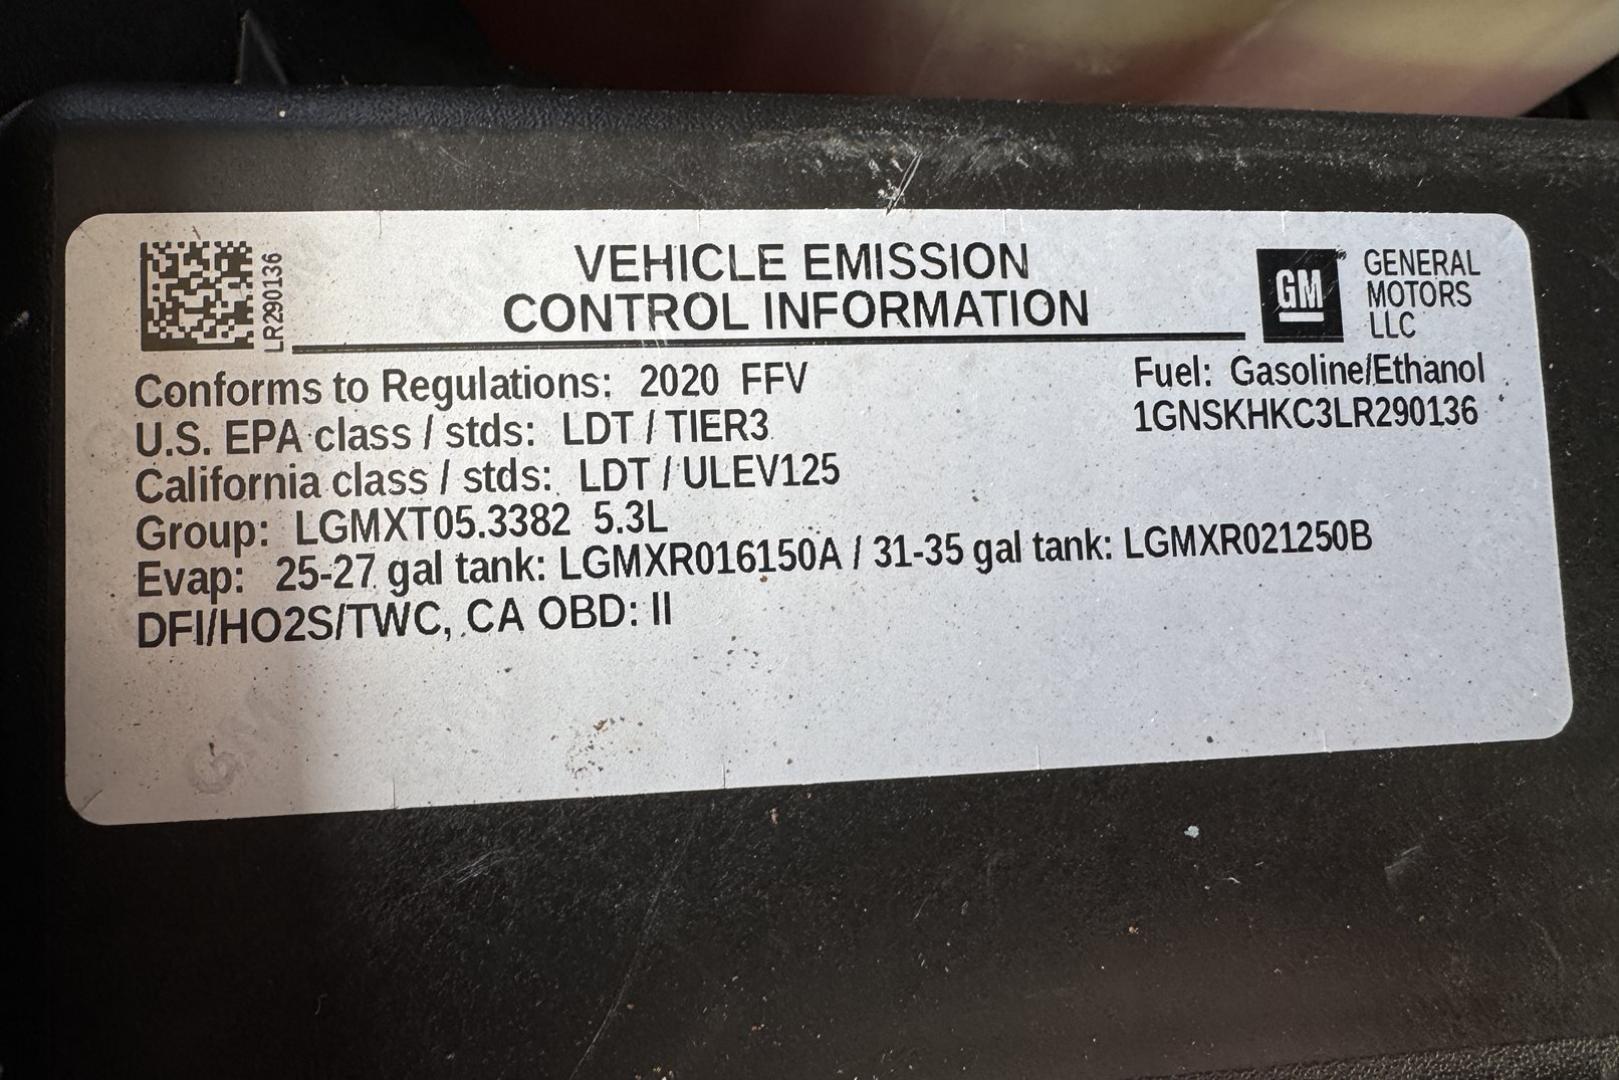 LR290136
VEHICLE EMISSION
CONTROL INFORMATION
GM
GENERAL
MOTORS
LLC
Conforms to Regulations: 2020 FFV
Fuel: Gasoline/Ethanol
U.S. EPA class / stds: LDT / TIER3
1GNSKHKC3LR290136
California class / stds: LDT / ULEV125
Group: LGMXT05.3382 5.3L
Evap: 25-27 gal tank: LGMXR016150A / 31-35 gal tank: LGMXR021250B
DFI/HO2S/TWC, CA OBD: II